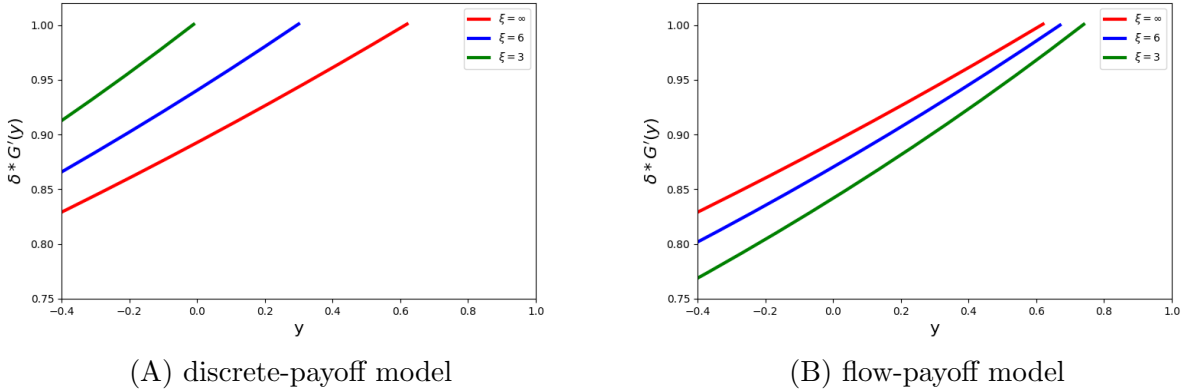 1.00
0.95
0.90
0.85
0.80
0.75
δ * G′(y)
−0.4 −0.2 0.0 0.2 0.4 0.6 0.8 1.0
y
ξ = ∞
ξ = 6
ξ = 3
(A) discrete-payoff model
1.00
0.95
0.90
0.85
0.80
0.75
δ * G′(y)
−0.4 −0.2 0.0 0.2 0.4 0.6 0.8 1.0
y
ξ = ∞
ξ = 6
ξ = 3
(B) flow-payoff model